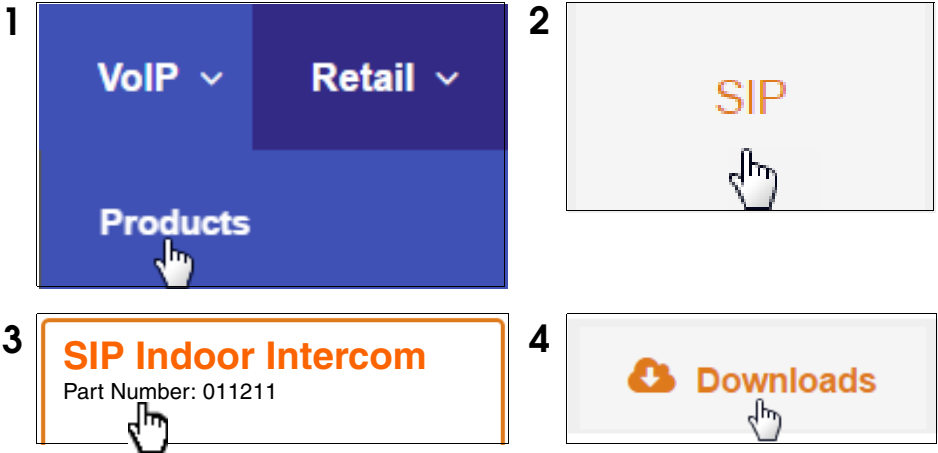 1
VoIP Retail
Products
2
SIP
3
SIP Indoor Intercom
Part Number: 011211
4
Downloads